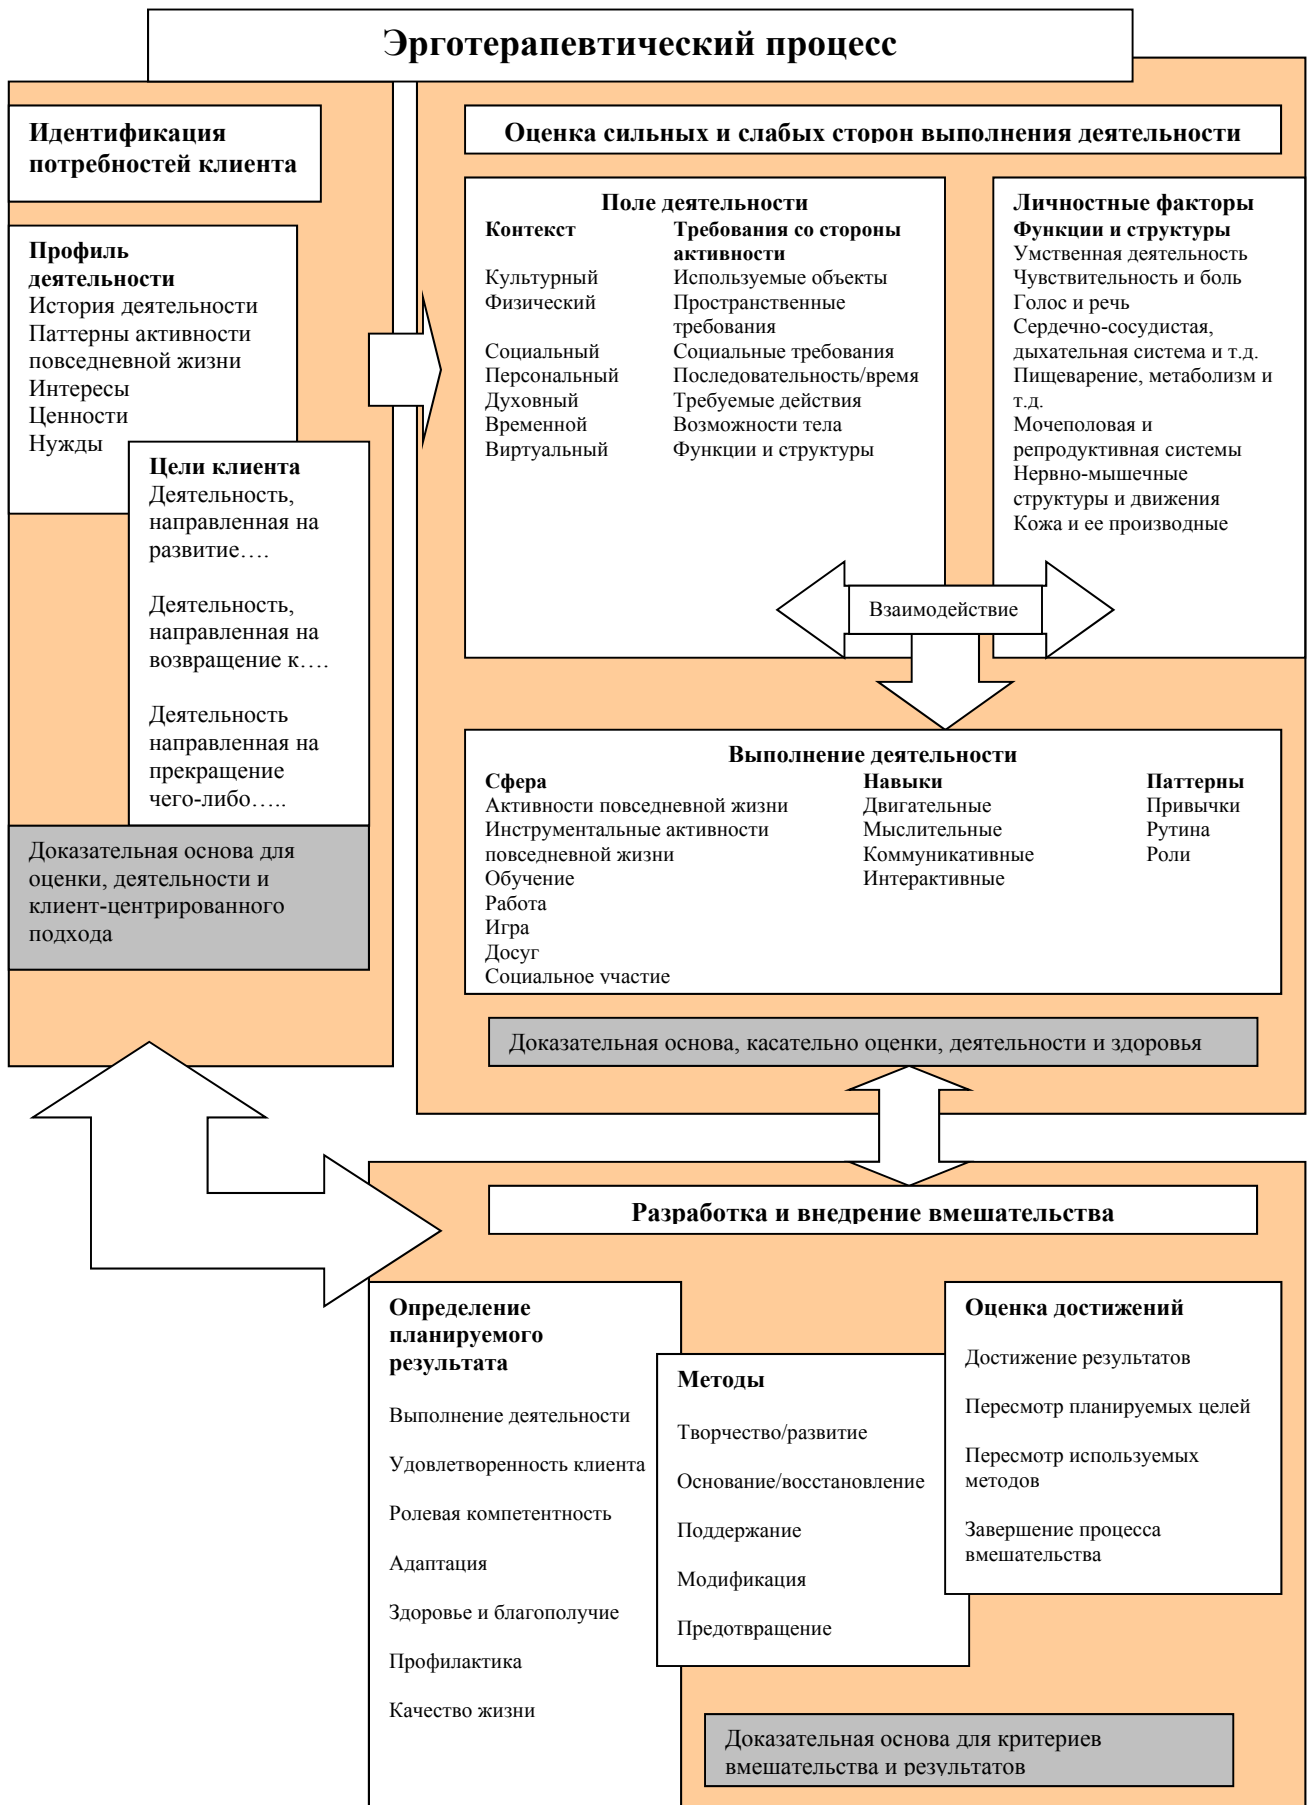 Эрготерапевтический процесс
Идентификация
потребностей клиента
Профиль
деятельности
История деятельности
Паттерны активности
повседневной жизни
Интересы
Ценности
Нужды
Цели клиента
Деятельность,
направленная на
развитие….
Деятельность,
направленная на
возвращение к….
Деятельность
направленная на
прекращение
чего-либо…..
Доказательная основа для
оценки, деятельности и
клиент-центрированного
подхода
Оценка сильных и слабых сторон выполнения деятельности
Поле деятельности
Контекст
Требования со стороны
активности
Культурный
Используемые объекты
Физический
Пространственные
требования
Социальный
Социальные требования
Персональный
Последовательность/время
Духовный
Требуемые действия
Временной
Возможности тела
Виртуальный
Функции и структуры
Личностные факторы
Функции и структуры
Умственная деятельность
Чувствительность и боль
Голос и речь
Сердечно-сосудистая,
дыхательная система и т.д.
Пищеварение, метаболизм и
т.д.
Мочеполовая и
репродуктивная системы
Нервно-мышечные
структуры и движения
Кожа и ее производные
Взаимодействие
Выполнение деятельности
Сфера
Активности повседневной жизни
Инструментальные активности
повседневной жизни
Обучение
Работа
Игра
Досуг
Социальное участие
Навыки
Двигательные
Мыслительные
Коммуникативные
Интерактивные
Паттерны
Привычки
Рутина
Роли
Доказательная основа, касательно оценки, деятельности и здоровья
Разработка и внедрение вмешательства
Определение
планируемого
результата
Выполнение деятельности
Удовлетворенность клиента
Ролевая компетентность
Адаптация
Здоровье и благополучие
Профилактика
Качество жизни
Методы
Творчество/развитие
Основание/восстановление
Поддержание
Модификация
Предотвращение
Оценка достижений
Достижение результатов
Пересмотр планируемых целей
Пересмотр используемых
методов
Завершение процесса
вмешательства
Доказательная основа для критериев
вмешательства и результатов